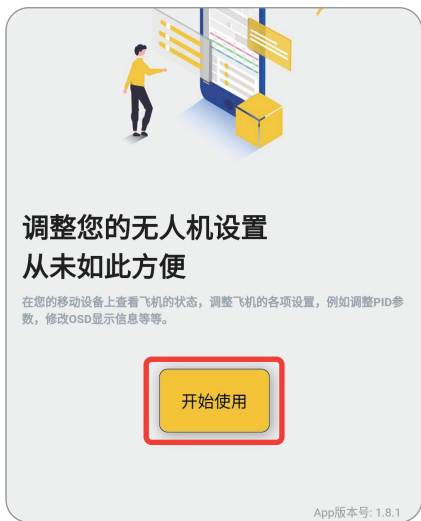 调整您的无人机设置
从未如此方便
在您的移动设备上查看飞机的状态，调整飞机的各项设置，例如调整PID参
数，修改OSD显示信息等等。
开始使用
App版本号: 1.8.1